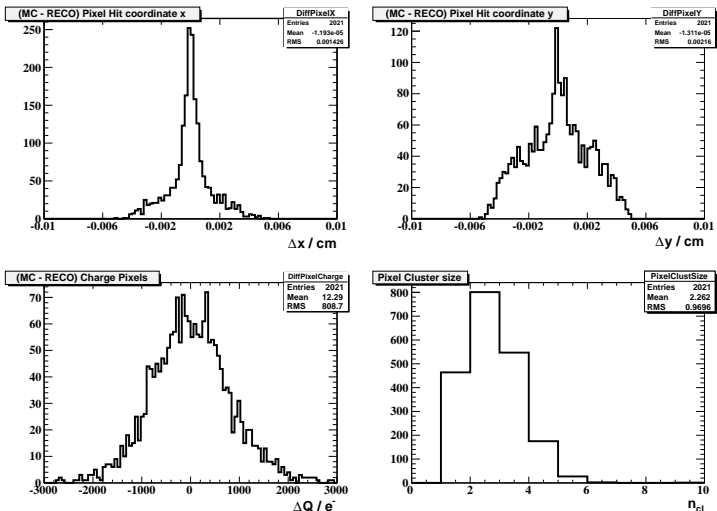 (MC - RECO) Pixel Hit coordinate x
DiffPixelX
Entries 2021
Mean -1.193e-05
RMS 0.001426
250
200
150
100
50
0
-0.01 -0.006 -0.002 0.002 0.006 0.01
Δx / cm
(MC - RECO) Pixel Hit coordinate y
DiffPixelY
Entries 2021
Mean -1.311e-05
RMS 0.00216
120
100
80
60
40
20
0
-0.01 -0.006 -0.002 0.002 0.006 0.01
Δy / cm
(MC - RECO) Charge Pixels
DiffPixelCharge
Entries 2021
Mean 12.29
RMS 808.7
70
60
50
40
30
20
10
0
-3000 -2000 -1000 0 1000 2000 3000
ΔQ / e-
Pixel Cluster size
PixelClustSize
Entries 2021
Mean 2.262
RMS 0.9696
800
700
600
500
400
300
200
100
0
0 2 4 6 8 10
n_cl